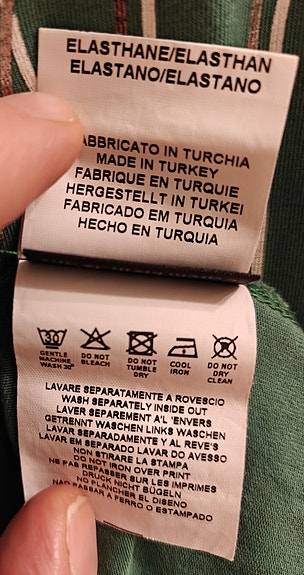 ELASTHANE/ELASTHAN
ELASTANO/ELASTANO
FABBRICATO IN TURCHIA
MADE IN TURKEY
FABRIQUE EN TURQUIE
HERGESTELLT IN TURKEI
FABRICADO EM TURQUIA
HECHO EN TURQUIA
30
GENTLE MACHINE WASH 30°
DO NOT BLEACH
DO NOT TUMBLE DRY
COOL IRON
DO NOT DRY CLEAN
LAVARE SEPARATAMENTE A ROVESCIO
WASH SEPARATELY INSIDE OUT
LAVER SEPAREMENT A'L 'ENVERS
GETRENNT WASCHEN LINKS WASCHEN
LAVAR SEPARADAMENTE Y AL REVE'S
LAVAR EM SEPARADO LAVAR DO AVESSO
NON STIRARE LA STAMPA
DO NOT IRON OVER PRINT
NE PAS REPASSER SUR LES IMPRIMES
DRUCK NICHT BÜGELN
NO PLANCHER EL DISENO
NAO PASSAR A FERRO O ESTAMPADO